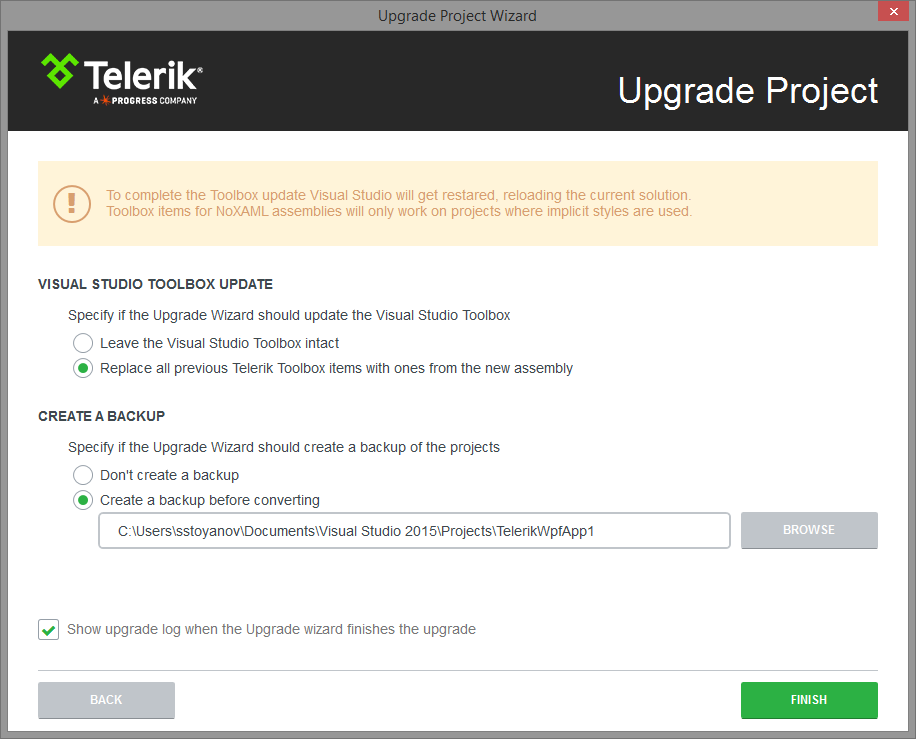 Upgrade Project Wizard
Telerik®
A PROGRESS COMPANY
Upgrade Project
To complete the Toolbox update Visual Studio will get restared, reloading the current solution.
Toolbox items for NoXAML assemblies will only work on projects where implicit styles are used.
VISUAL STUDIO TOOLBOX UPDATE
Specify if the Upgrade Wizard should update the Visual Studio Toolbox
Leave the Visual Studio Toolbox intact
Replace all previous Telerik Toolbox items with ones from the new assembly
CREATE A BACKUP
Specify if the Upgrade Wizard should create a backup of the projects
Don't create a backup
Create a backup before converting
C:\Users\sstoyanov\Documents\Visual Studio 2015\Projects\TelerikWpfApp1
BROWSE
Show upgrade log when the Upgrade wizard finishes the upgrade
BACK
FINISH